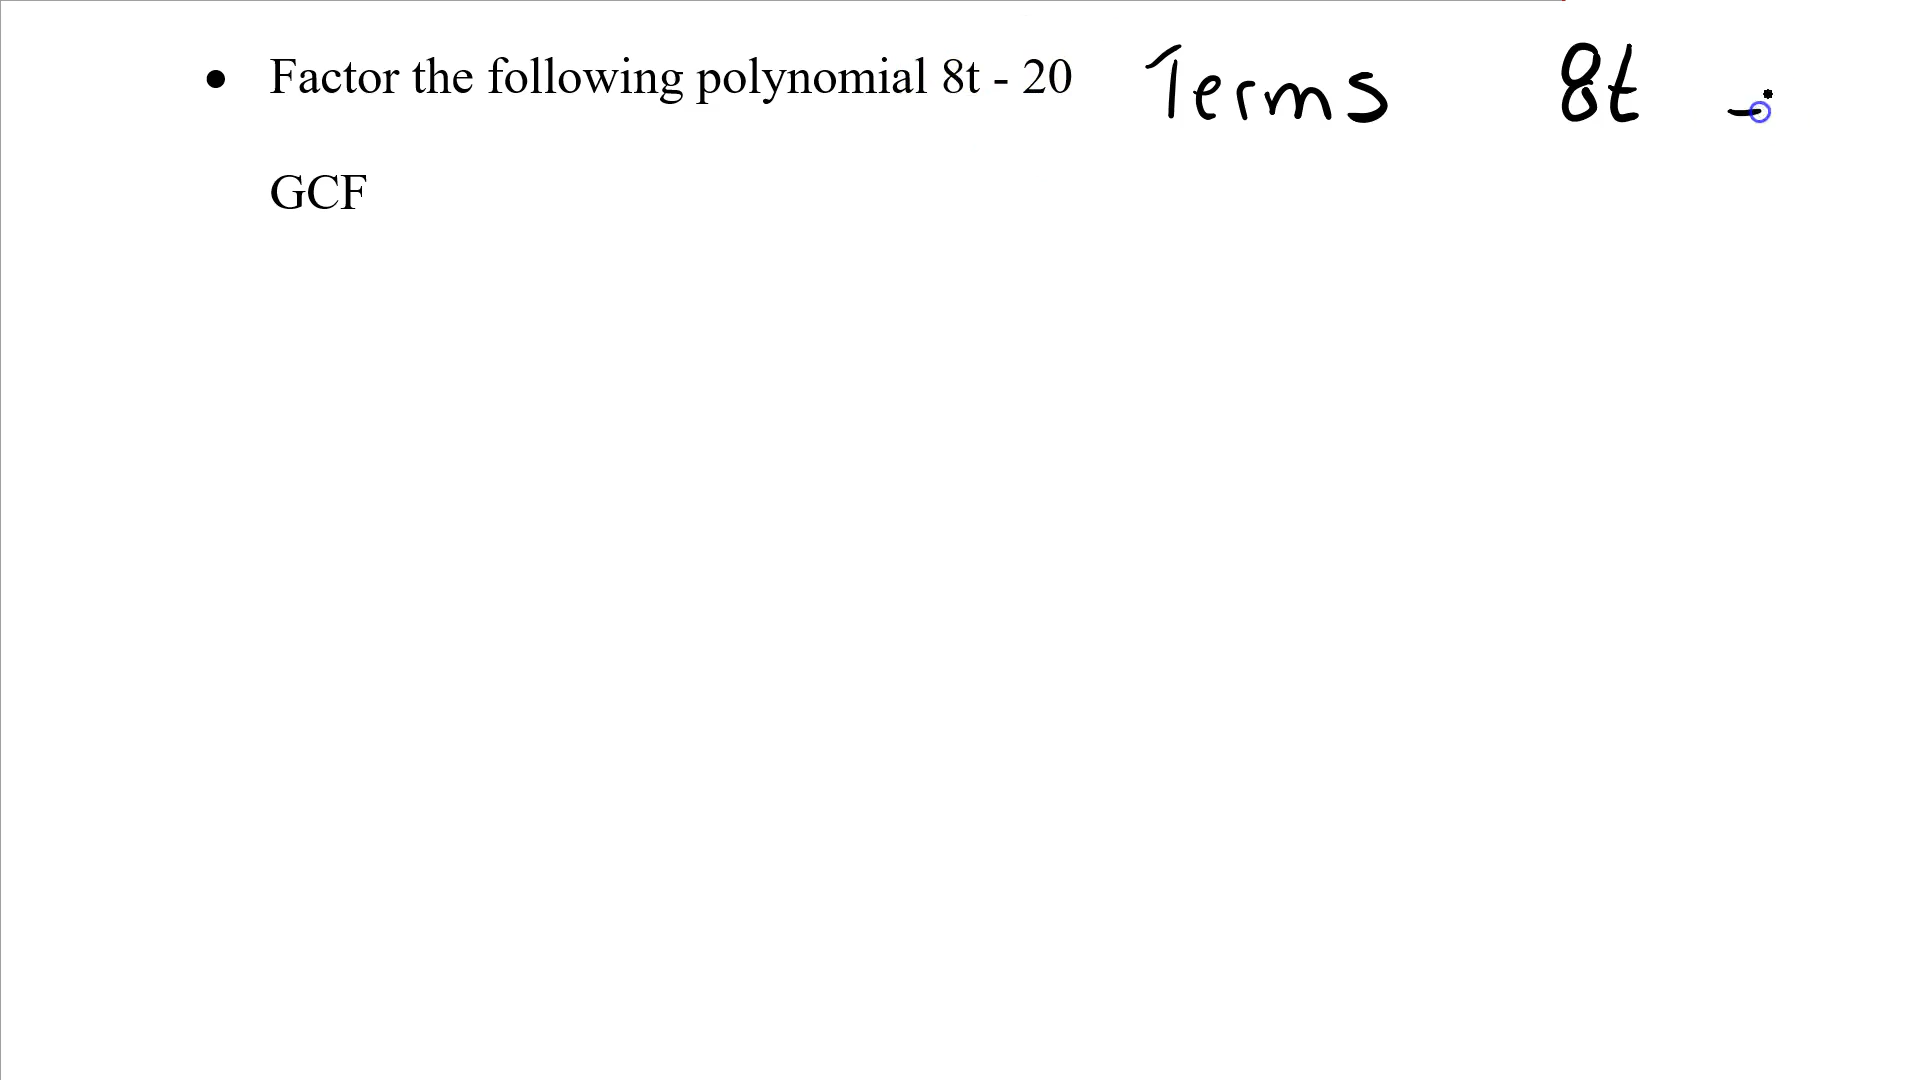 • Factor the following polynomial 8t - 20 Terms 8t -
GCF